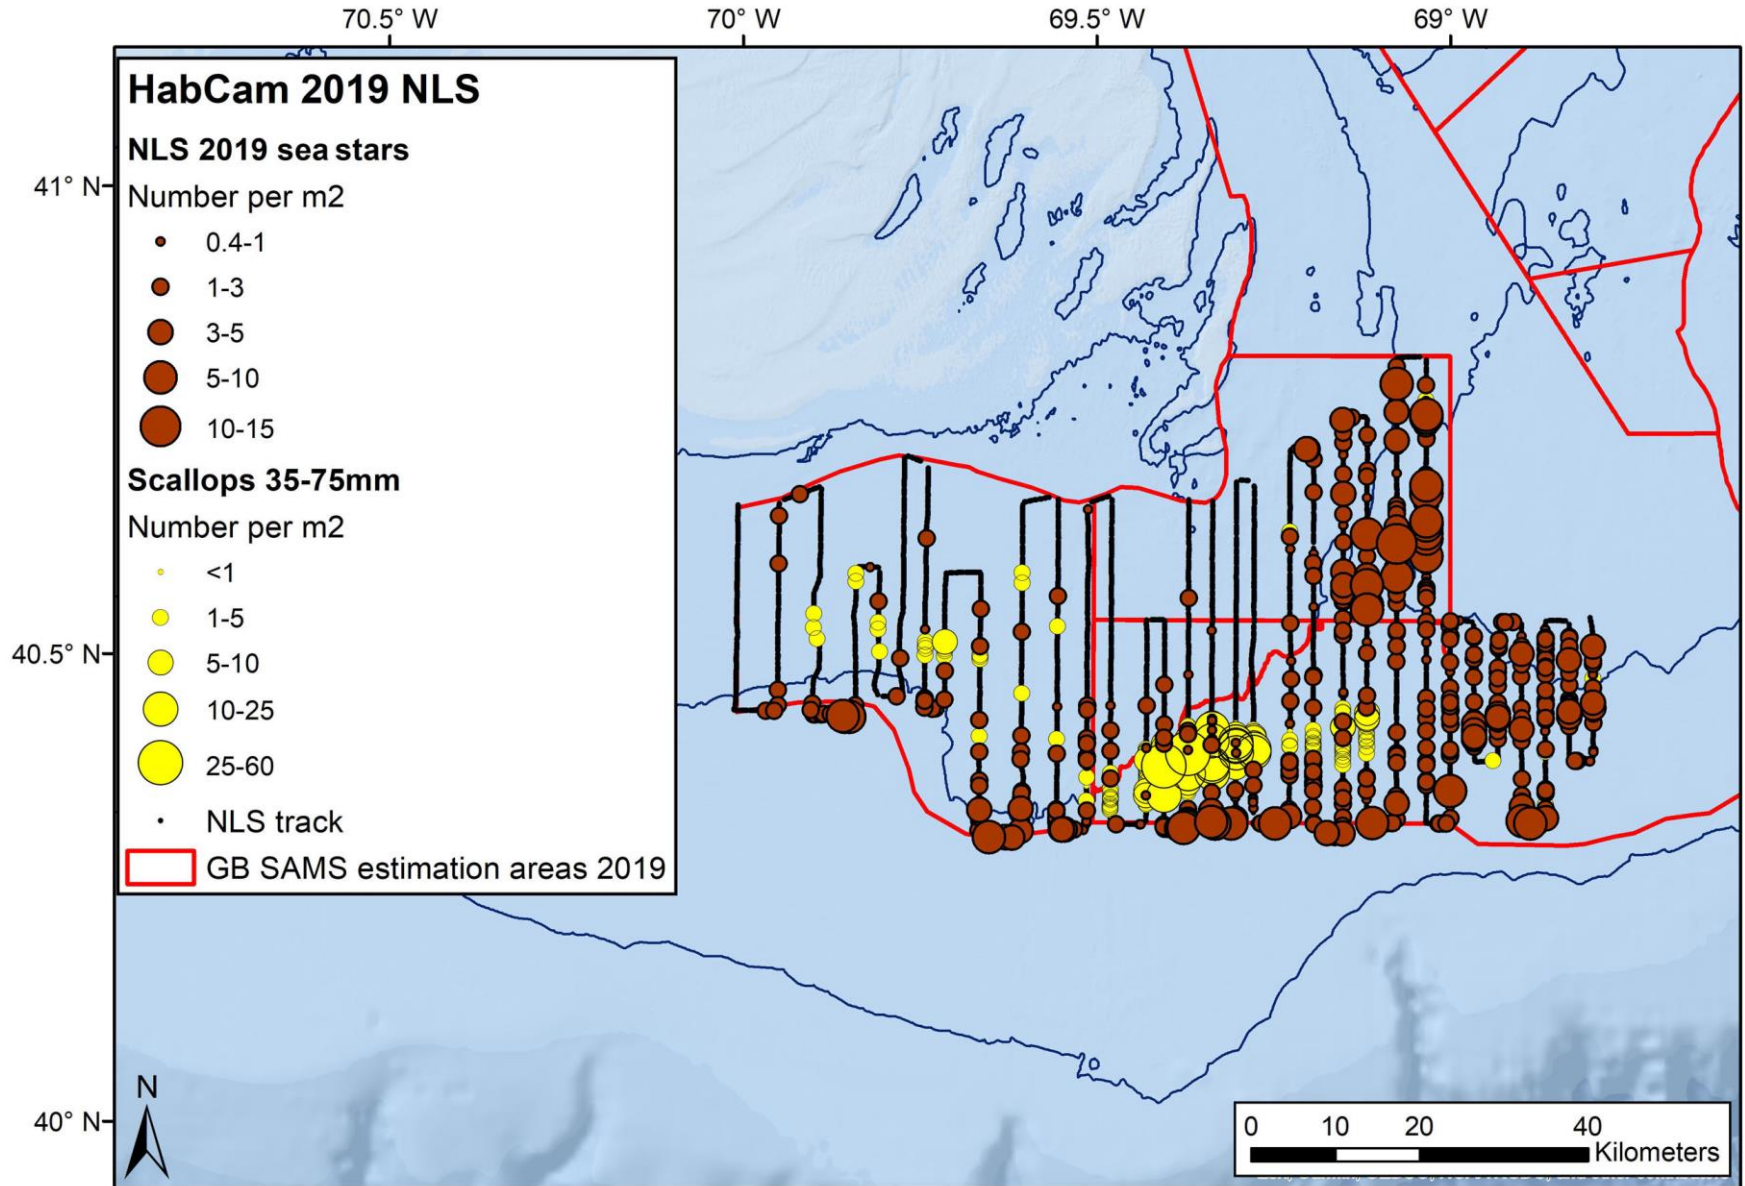 70.5° W 70° W 69.5° W 69° W
HabCam 2019 NLS
NLS 2019 sea stars
Number per m2
0.4-1
1-3
3-5
5-10
10-15
Scallops 35-75mm
Number per m2
<1
1-5
5-10
10-25
25-60
NLS track
GB SAMS estimation areas 2019
41° N
40.5° N
40° N
N
0 10 20 40
Kilometers